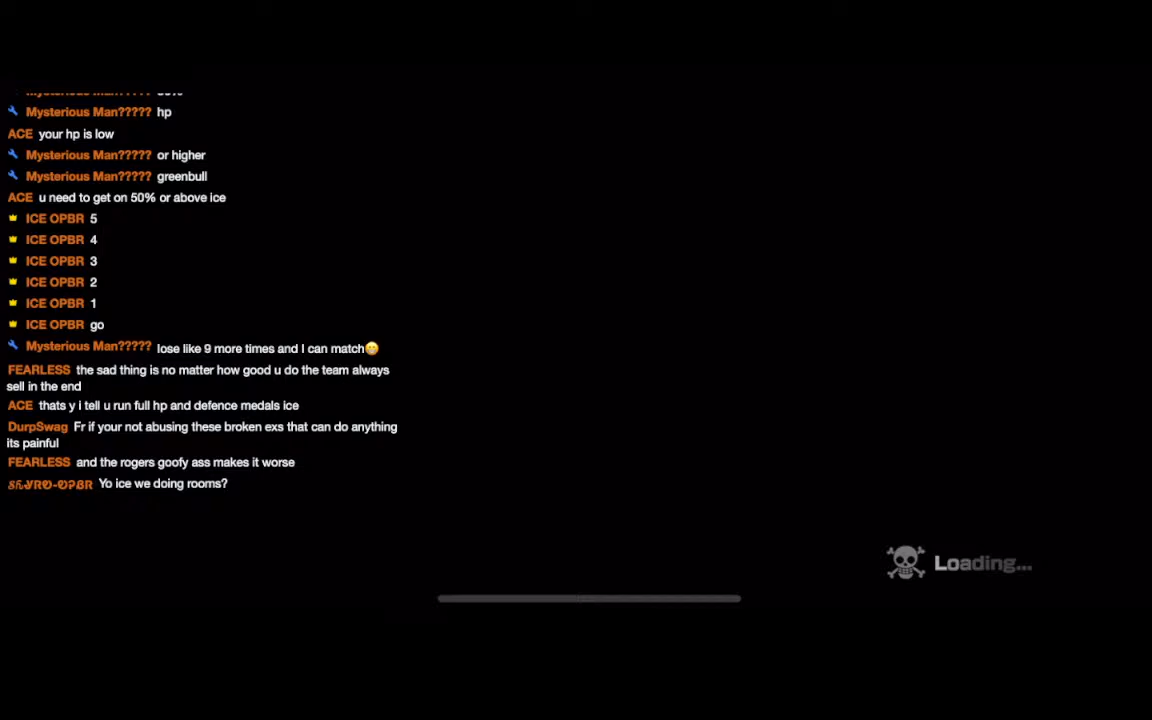 Mysterious Man?????
Mysterious Man????? hp
ACE your hp is low
Mysterious Man????? or higher
Mysterious Man????? greenbull
ACE u need to get on 50% or above ice
ICE OPBR 5
ICE OPBR 4
ICE OPBR 3
ICE OPBR 2
ICE OPBR 1
ICE OPBR go
Mysterious Man????? lose like 9 more times and I can match😁
FEARLESS the sad thing is no matter how good u do the team always
sell in the end
ACE thats y i tell u run full hp and defence medals ice
DurpSwag Fr if your not abusing these broken exs that can do anything
its painful
FEARLESS and the rogers goofy ass makes it worse
Yo ice we doing rooms?
Loading...